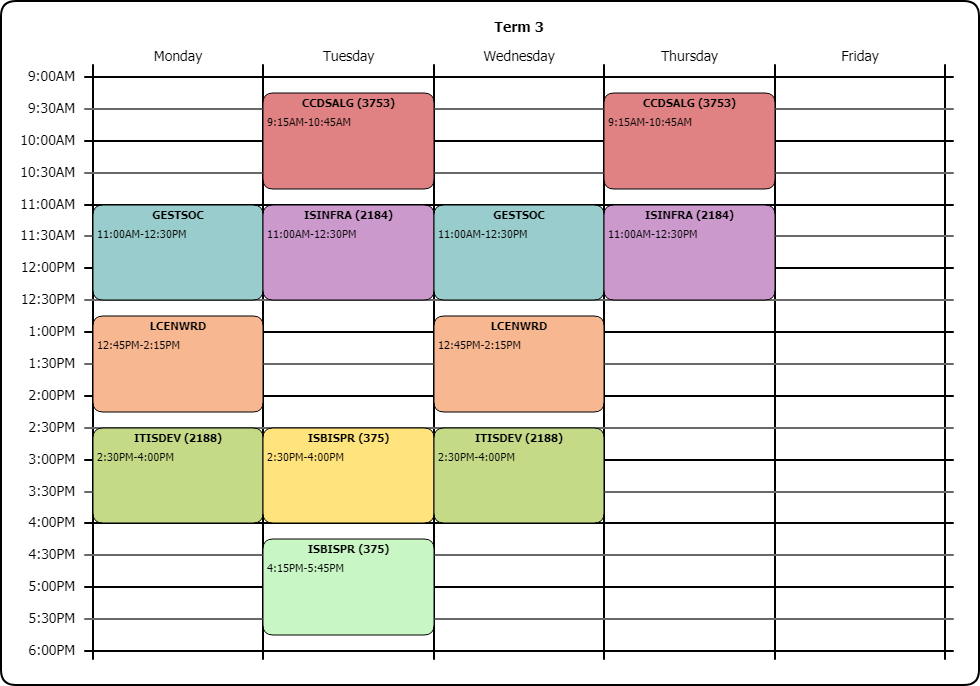 Term 3
Monday Tuesday Wednesday Thursday Friday
9:00AM
CCDSALG (3753) CCDSALG (3753)
9:30AM
9:15AM-10:45AM 9:15AM-10:45AM
10:00AM
10:30AM
11:00AM
GESTSOC ISINFRA (2184) GESTSOC ISINFRA (2184)
11:30AM
11:00AM-12:30PM 11:00AM-12:30PM 11:00AM-12:30PM 11:00AM-12:30PM
12:00PM
12:30PM
LCENWRD LCENWRD
1:00PM
12:45PM-2:15PM 12:45PM-2:15PM
1:30PM
2:00PM
2:30PM
ITISDEV (2188) ISBISPR (375) ITISDEV (2188)
2:30PM-4:00PM 2:30PM-4:00PM 2:30PM-4:00PM
3:00PM
3:30PM
4:00PM
ISBISPR (375)
4:30PM
4:15PM-5:45PM
5:00PM
5:30PM
6:00PM